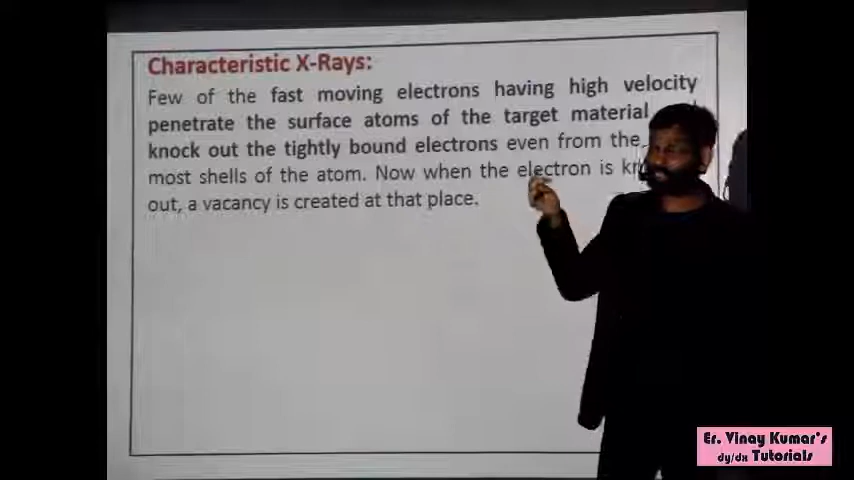 Characteristic X-Rays:
Few of the fast moving electrons having high velocity
penetrate the surface atoms of the target material
knock out the tightly bound electrons even from the
most shells of the atom. Now when the electron is
out, a vacancy is created at that place.
Er. Vinay Kumar's
dy/dx Tutorials